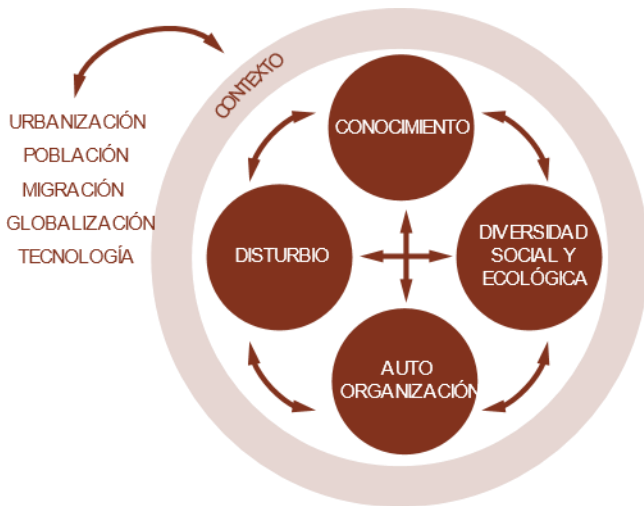 CONTEXTO
URBANIZACIÓN
POBLACIÓN
MIGRACIÓN
GLOBALIZACIÓN
TECNOLOGÍA
CONOCIMIENTO
DISTURBIO
DIVERSIDAD
SOCIAL Y
ECOLÓGICA
AUTO
ORGANIZACIÓN